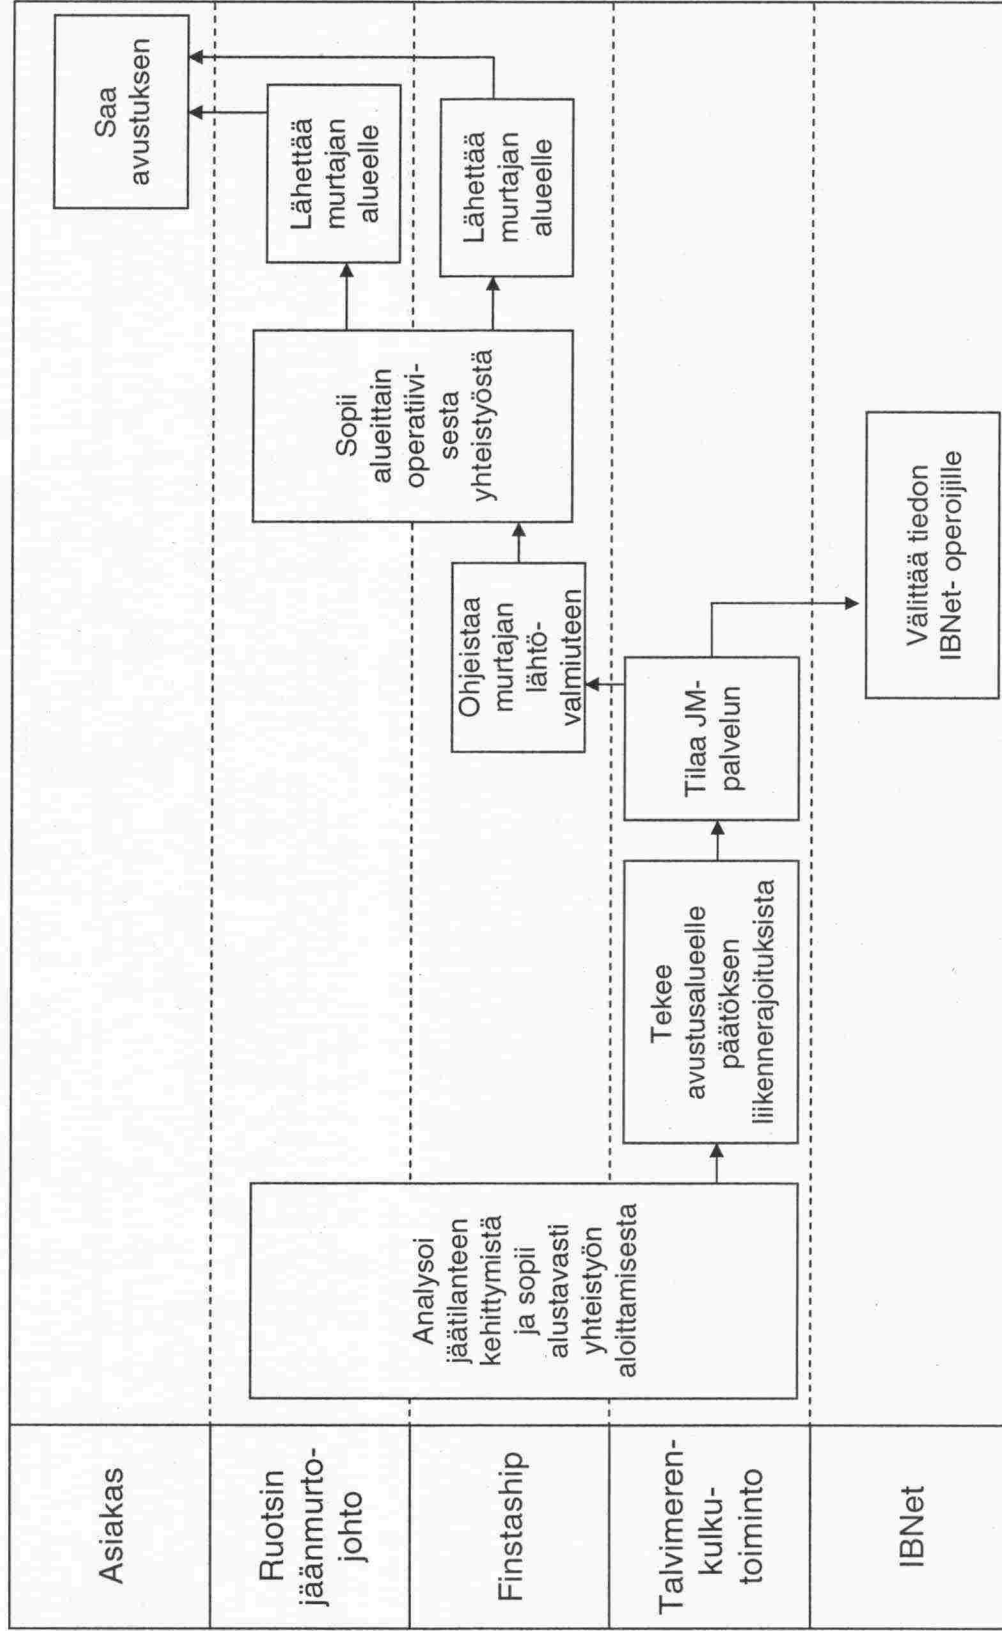 Asiakas
Ruotsin
jäänmurto-
johto
Finstaship
Talvimeren-
kulku-
toiminto
IBNet
Analysoi
jäätilanteen
kehittymistä
ja sopii
alustavasti
yhteistyön
aloittamisesta
Tekee
avustusalueelle
päätöksen
liikennerajoituksista
Tilaa JM-
palvelun
Ohjeistaa
murtajan
lähtö-
valmiuteen
Välittää tiedon
IBNet- operoijille
Sopii
alueittain
operatiivi-
sesta
yhteistyöstä
Lähettää
murtajan
alueelle
Lähettää
murtajan
alueelle
Saa
avustuksen